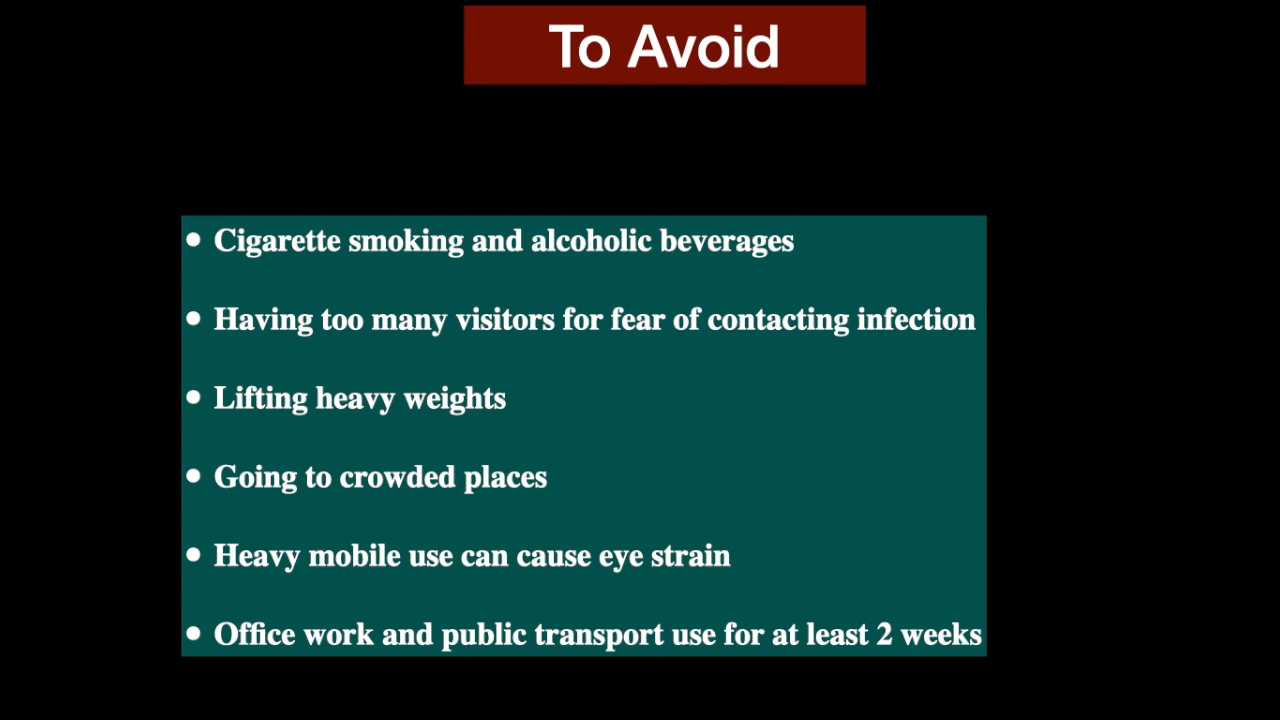 To Avoid
• Cigarette smoking and alcoholic beverages
• Having too many visitors for fear of contacting infection
• Lifting heavy weights
• Going to crowded places
• Heavy mobile use can cause eye strain
• Office work and public transport use for at least 2 weeks